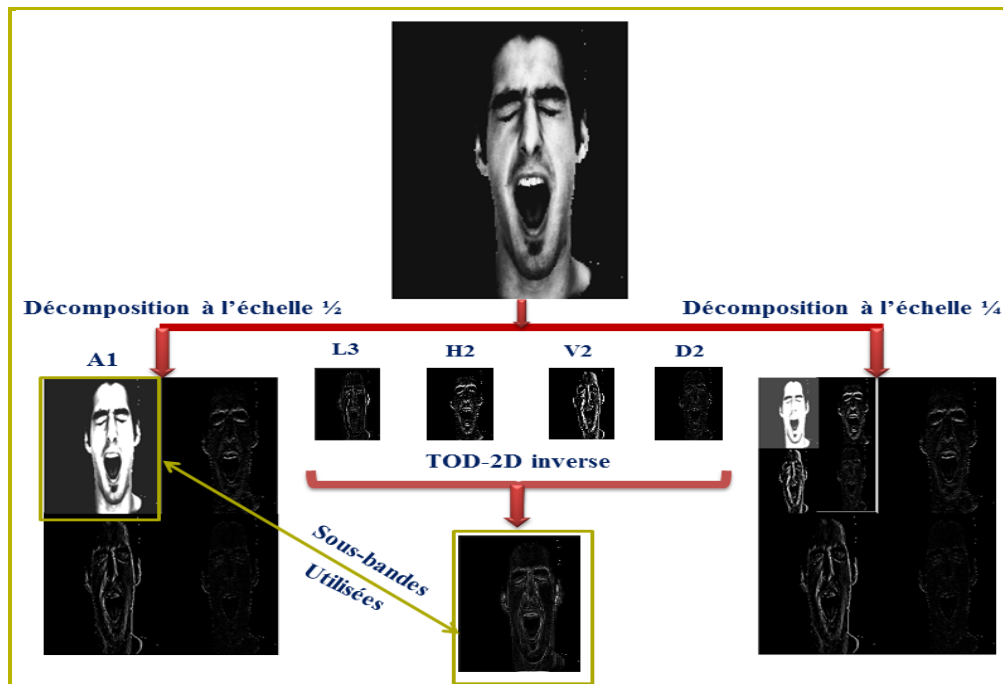 Décomposition à l’échelle ½
Décomposition à l’échelle ¼
A1
L3
H2
V2
D2
TOD-2D inverse
Sous-bandes
Utilisées